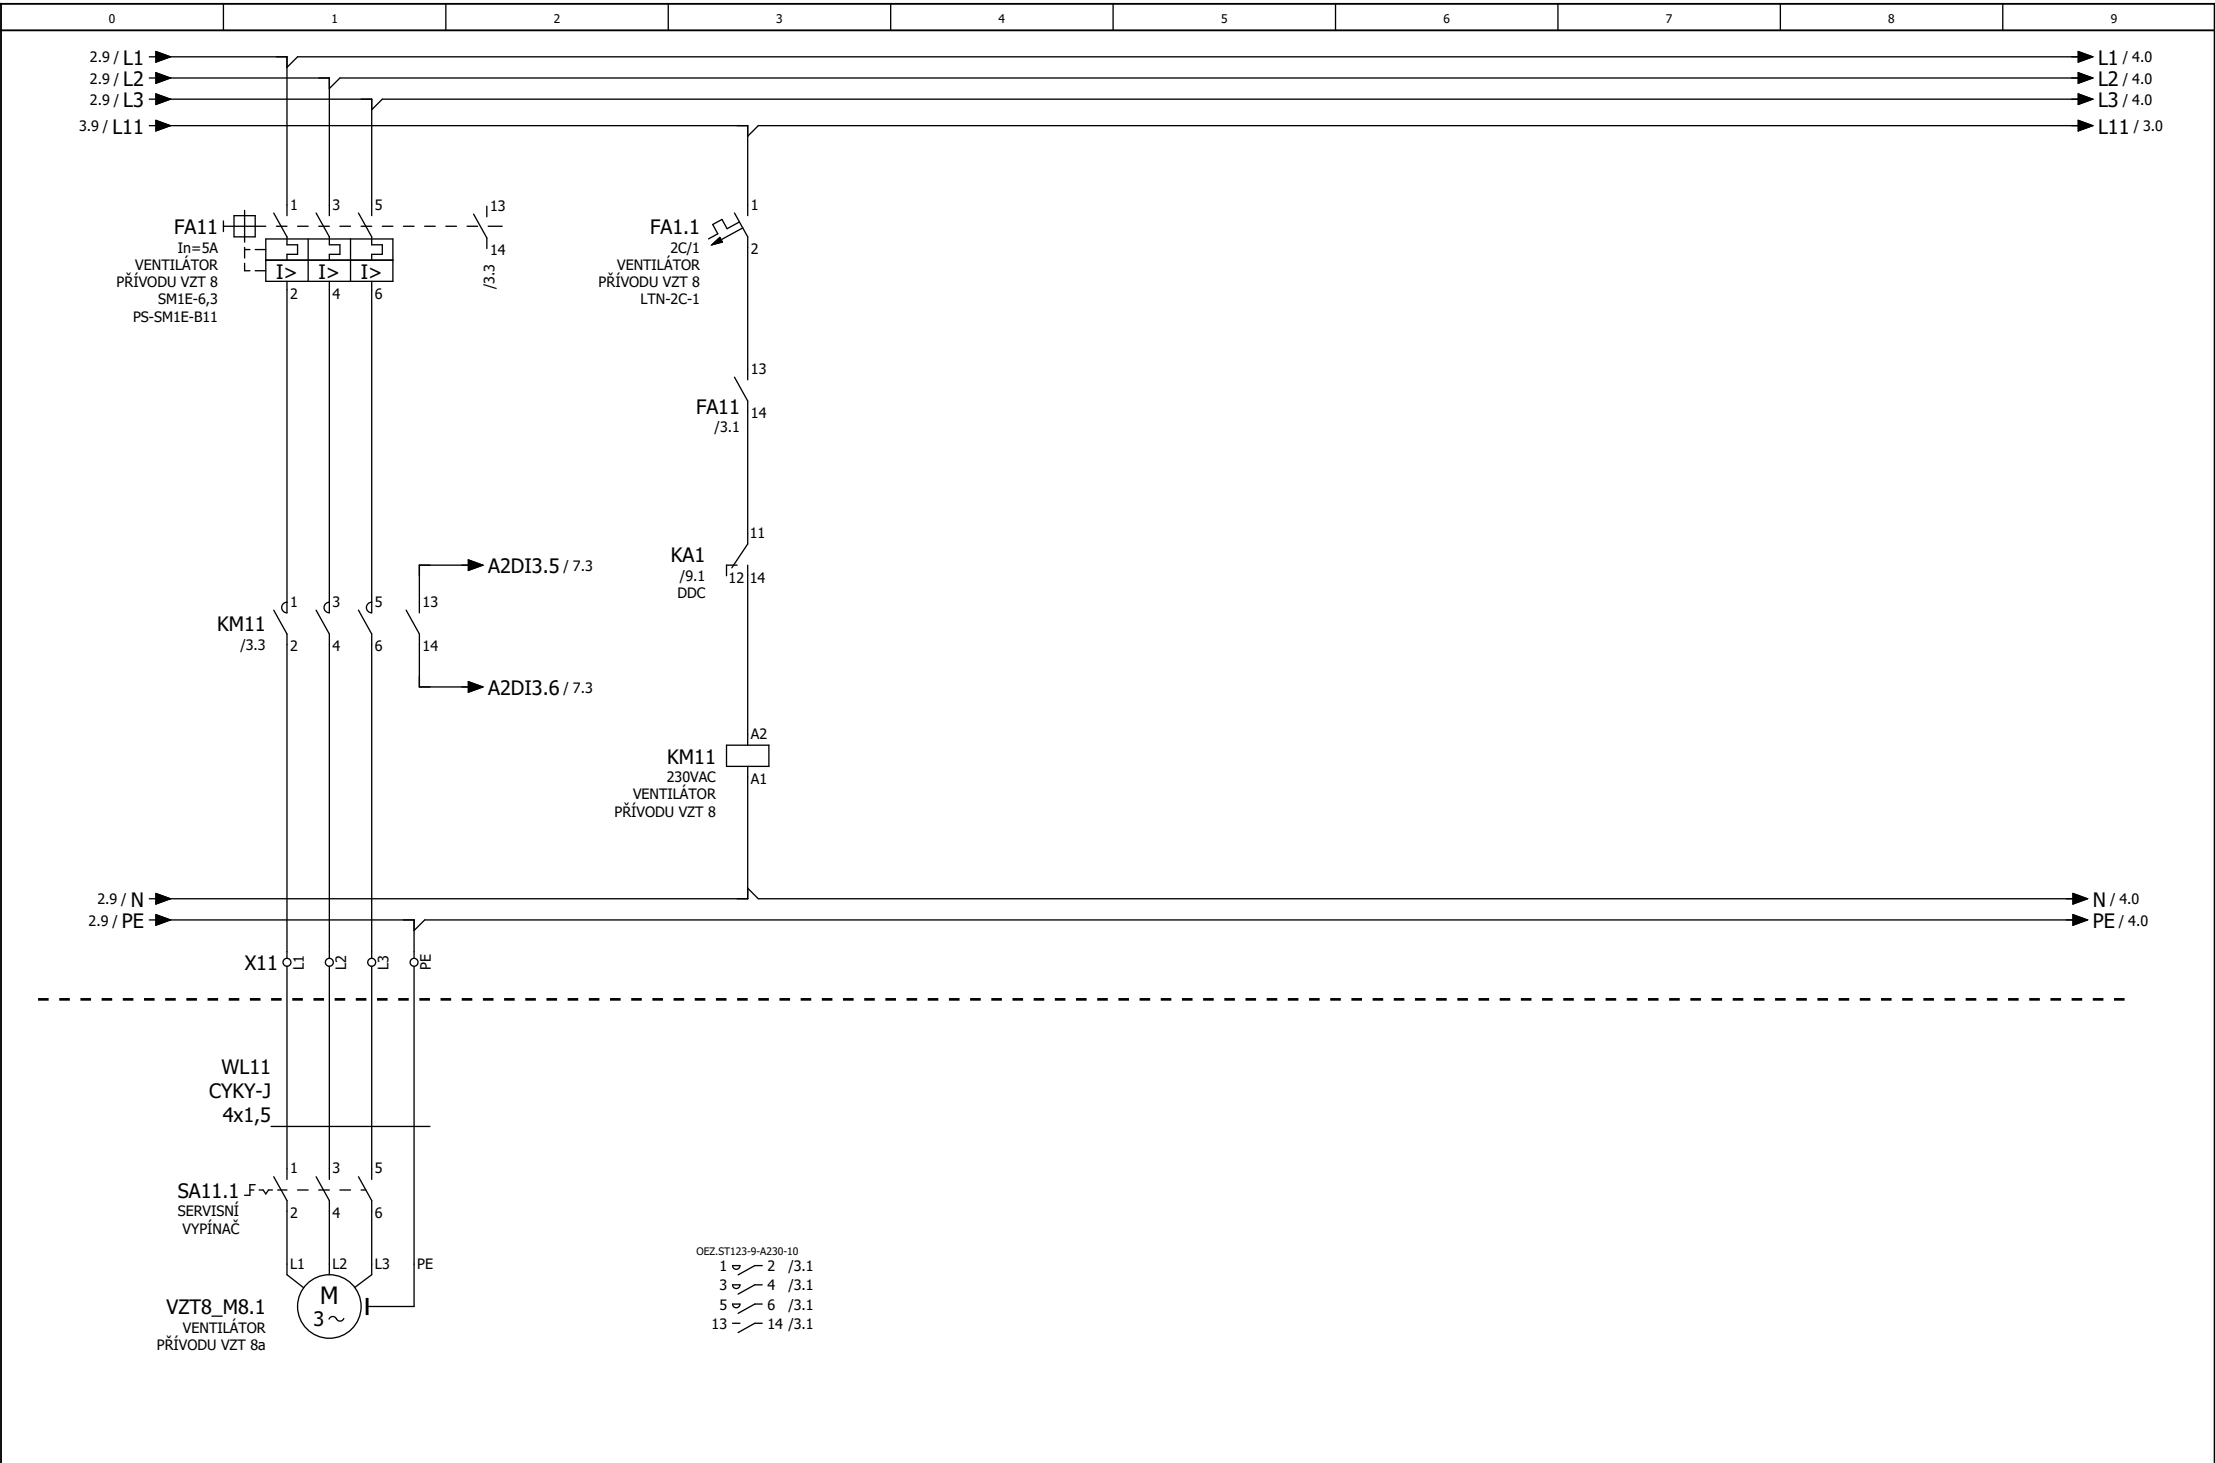 0 1 2 3 4 5 6 7 8 9
2.9 / L1
L1 / 4.0
2.9 / L2
L2 / 4.0
2.9 / L3
L3 / 4.0
3.9 / L11
L11 / 3.0
1 3 5 13
FA11
In=5A
VENTILÁTOR
PŘÍVODU VZT 8
SM1E-6,3
PS-SM1E-B11
I> I> I>
2 4 6
14
/3.3
1
FA1.1
2
2C/1
VENTILÁTOR
PŘÍVODU VZT 8
LTN-2C-1
13
FA11
14
/3.1
11
KA1
/9.1
12 14
DDC
A2DI3.5 / 7.3
1 3 5 13
KM11
/3.3
2 4 6 14
A2DI3.6 / 7.3
A2
KM11
230VAC
A1
VENTILÁTOR
PŘÍVODU VZT 8
2.9 / N
N / 4.0
2.9 / PE
PE / 4.0
X11 L1 L2 L3 PE
WL11
CYKY-J
4x1,5
1 3 5
SA11.1
SERVISNÍ
VYPÍNAČ
2 4 6
L1 L2 L3 PE
M
3~
VZT8_M8.1
VENTILÁTOR
PŘÍVODU VZT 8a
OEZ.ST123-9-A230-10
1 2 /3.1
3 4 /3.1
5 6 /3.1
13 14 /3.1